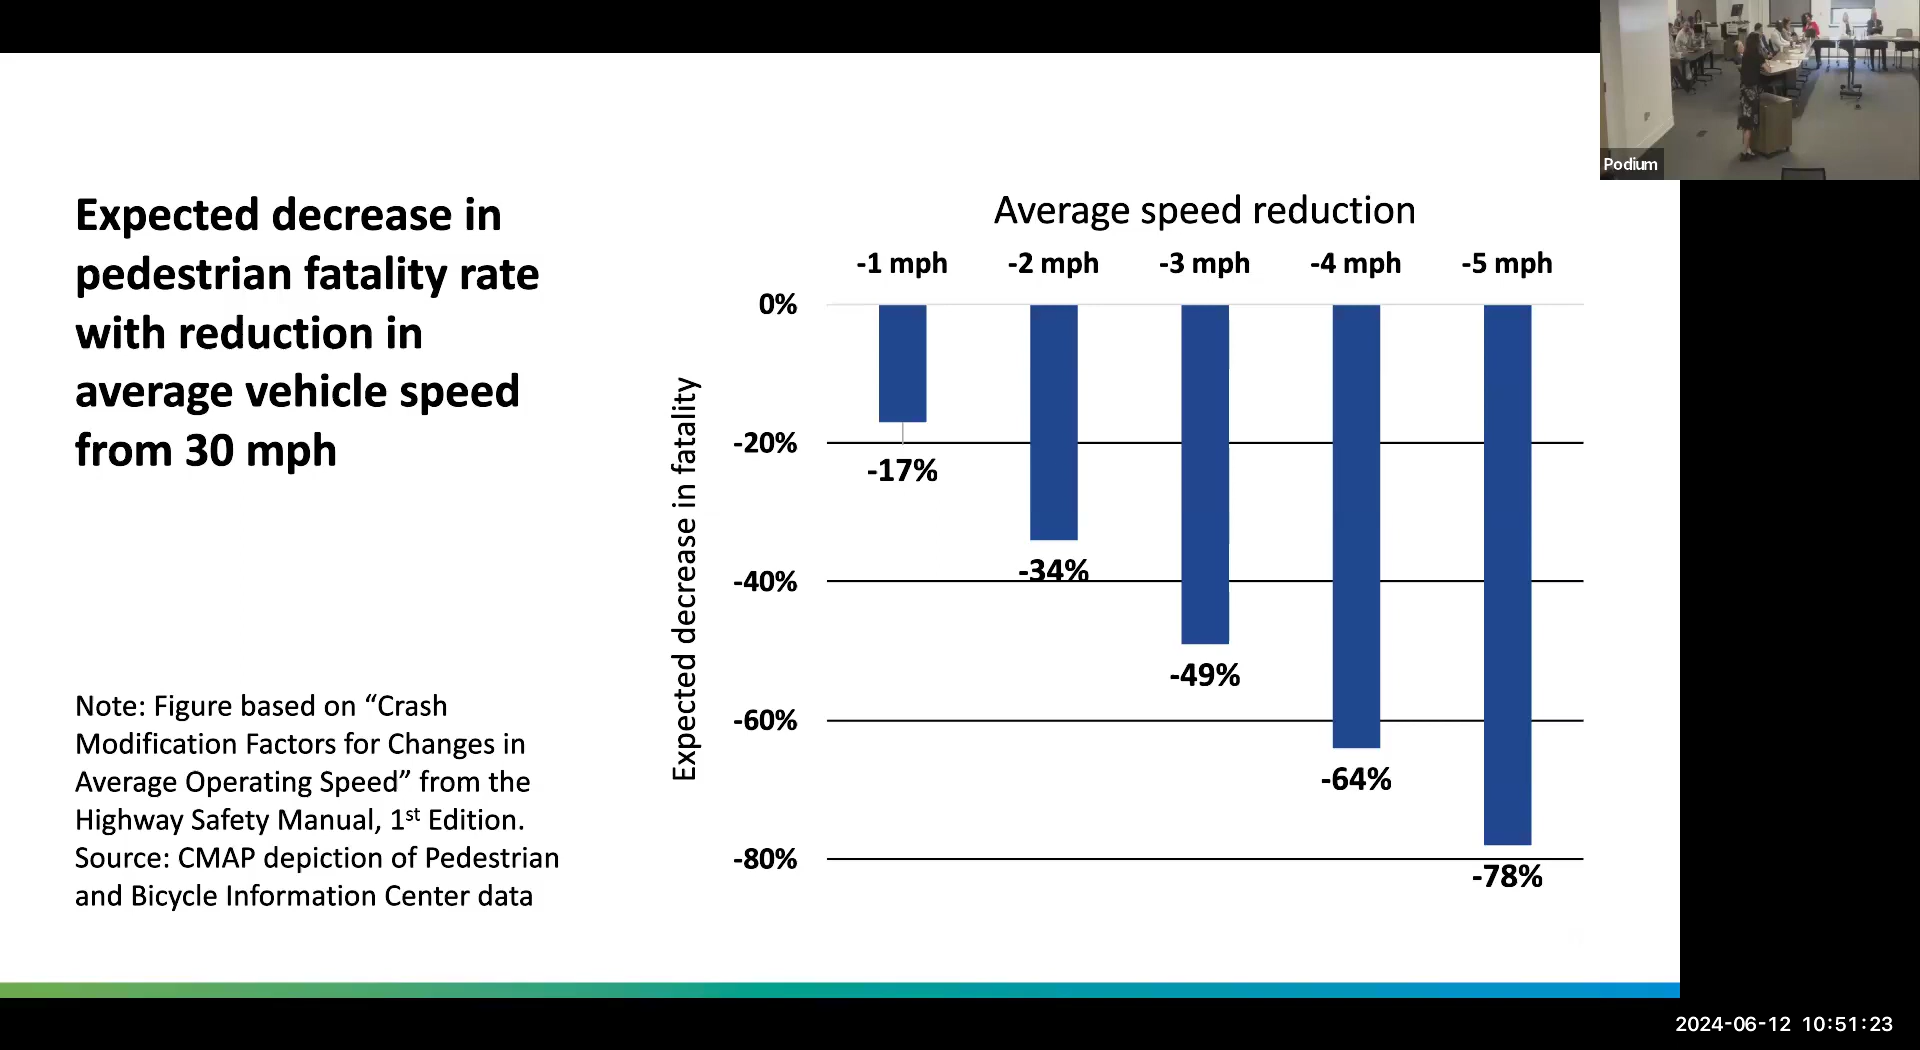 Podium
Expected decrease in
pedestrian fatality rate
with reduction in
average vehicle speed
from 30 mph
Note: Figure based on “Crash
Modification Factors for Changes in
Average Operating Speed” from the
Highway Safety Manual, 1st Edition.
Source: CMAP depiction of Pedestrian
and Bicycle Information Center data
Average speed reduction
-1 mph -2 mph -3 mph -4 mph -5 mph
Expected decrease in fatality
0%
-20%
-40%
-60%
-80%
-17%
-34%
-49%
-64%
-78%
2024-06-12 10:51:23